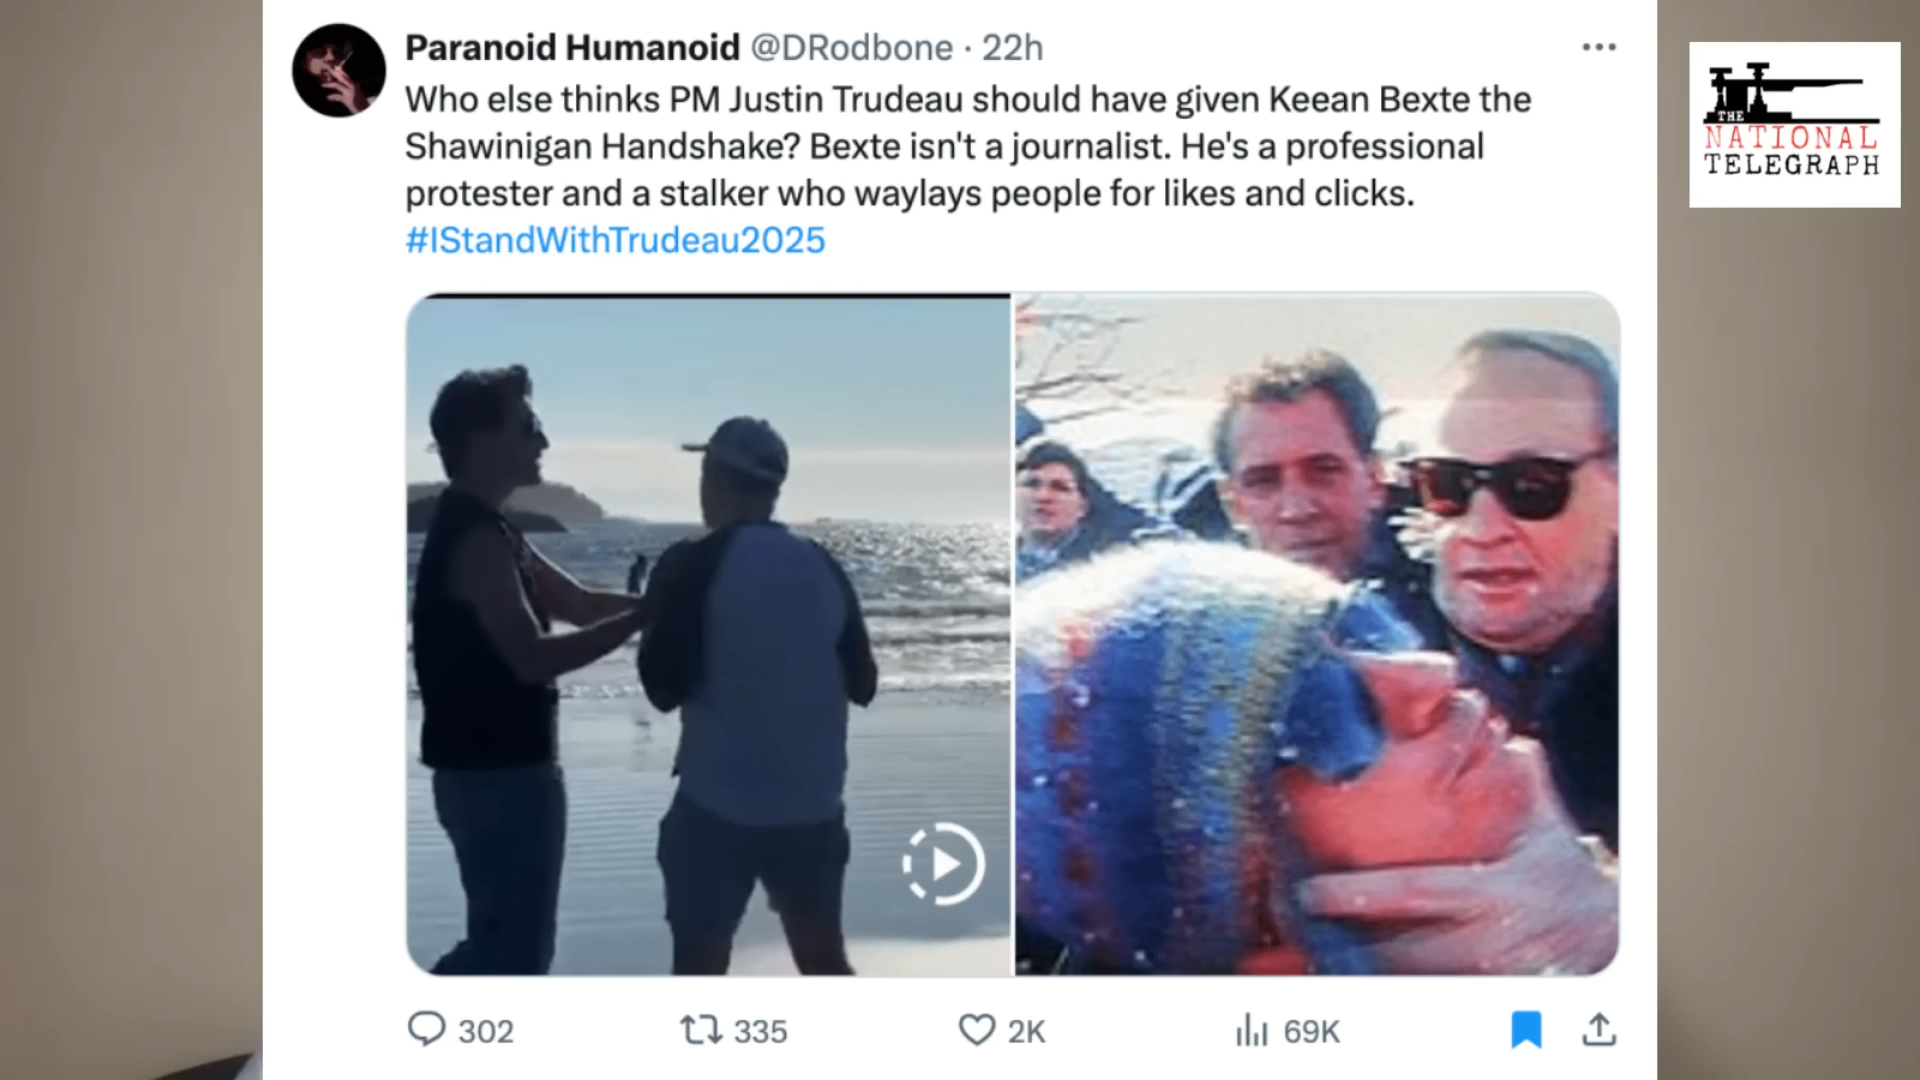 Paranoid Humanoid @DRodbone · 22h
Who else thinks PM Justin Trudeau should have given Keean Bexte the
Shawinigan Handshake? Bexte isn't a journalist. He's a professional
protester and a stalker who waylays people for likes and clicks.
#IStandWithTrudeau2025
302 335 2K 69K
THE
NATIONAL
TELEGRAPH